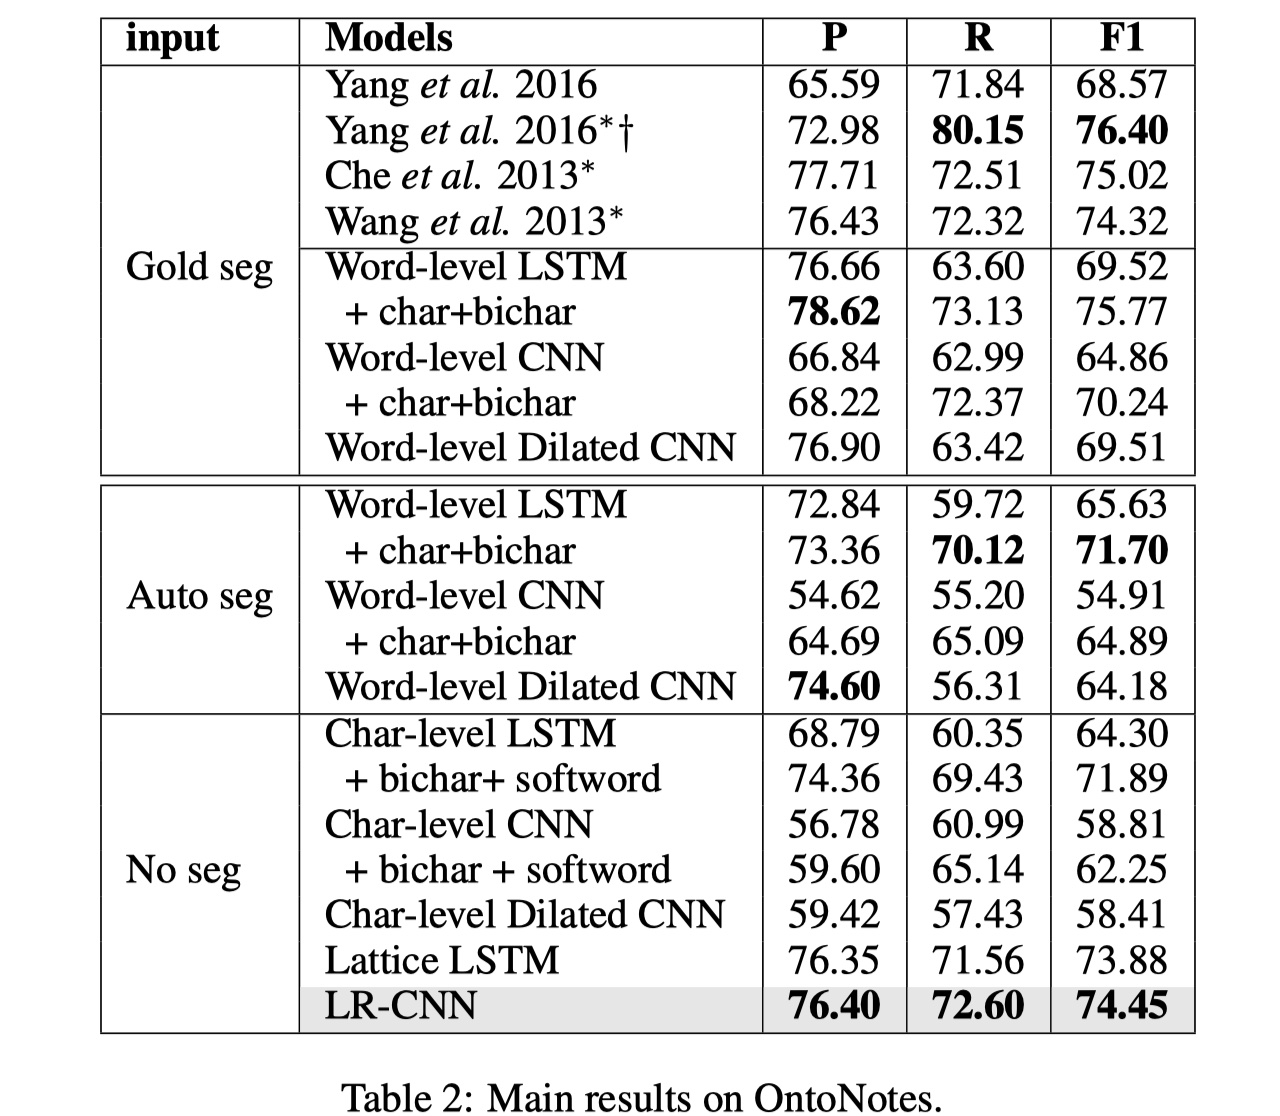 input Models P R F1
Yang et al. 2016 65.59 71.84 68.57
Yang et al. 2016*† 72.98 80.15 76.40
Che et al. 2013* 77.71 72.51 75.02
Wang et al. 2013* 76.43 72.32 74.32
Gold seg Word-level LSTM 76.66 63.60 69.52
+ char+bichar 78.62 73.13 75.77
Word-level CNN 66.84 62.99 64.86
+ char+bichar 68.22 72.37 70.24
Word-level Dilated CNN 76.90 63.42 69.51
Word-level LSTM 72.84 59.72 65.63
+ char+bichar 73.36 70.12 71.70
Auto seg Word-level CNN 54.62 55.20 54.91
+ char+bichar 64.69 65.09 64.89
Word-level Dilated CNN 74.60 56.31 64.18
Char-level LSTM 68.79 60.35 64.30
+ bichar+ softword 74.36 69.43 71.89
Char-level CNN 56.78 60.99 58.81
No seg + bichar + softword 59.60 65.14 62.25
Char-level Dilated CNN 59.42 57.43 58.41
Lattice LSTM 76.35 71.56 73.88
LR-CNN 76.40 72.60 74.45
Table 2: Main results on OntoNotes.